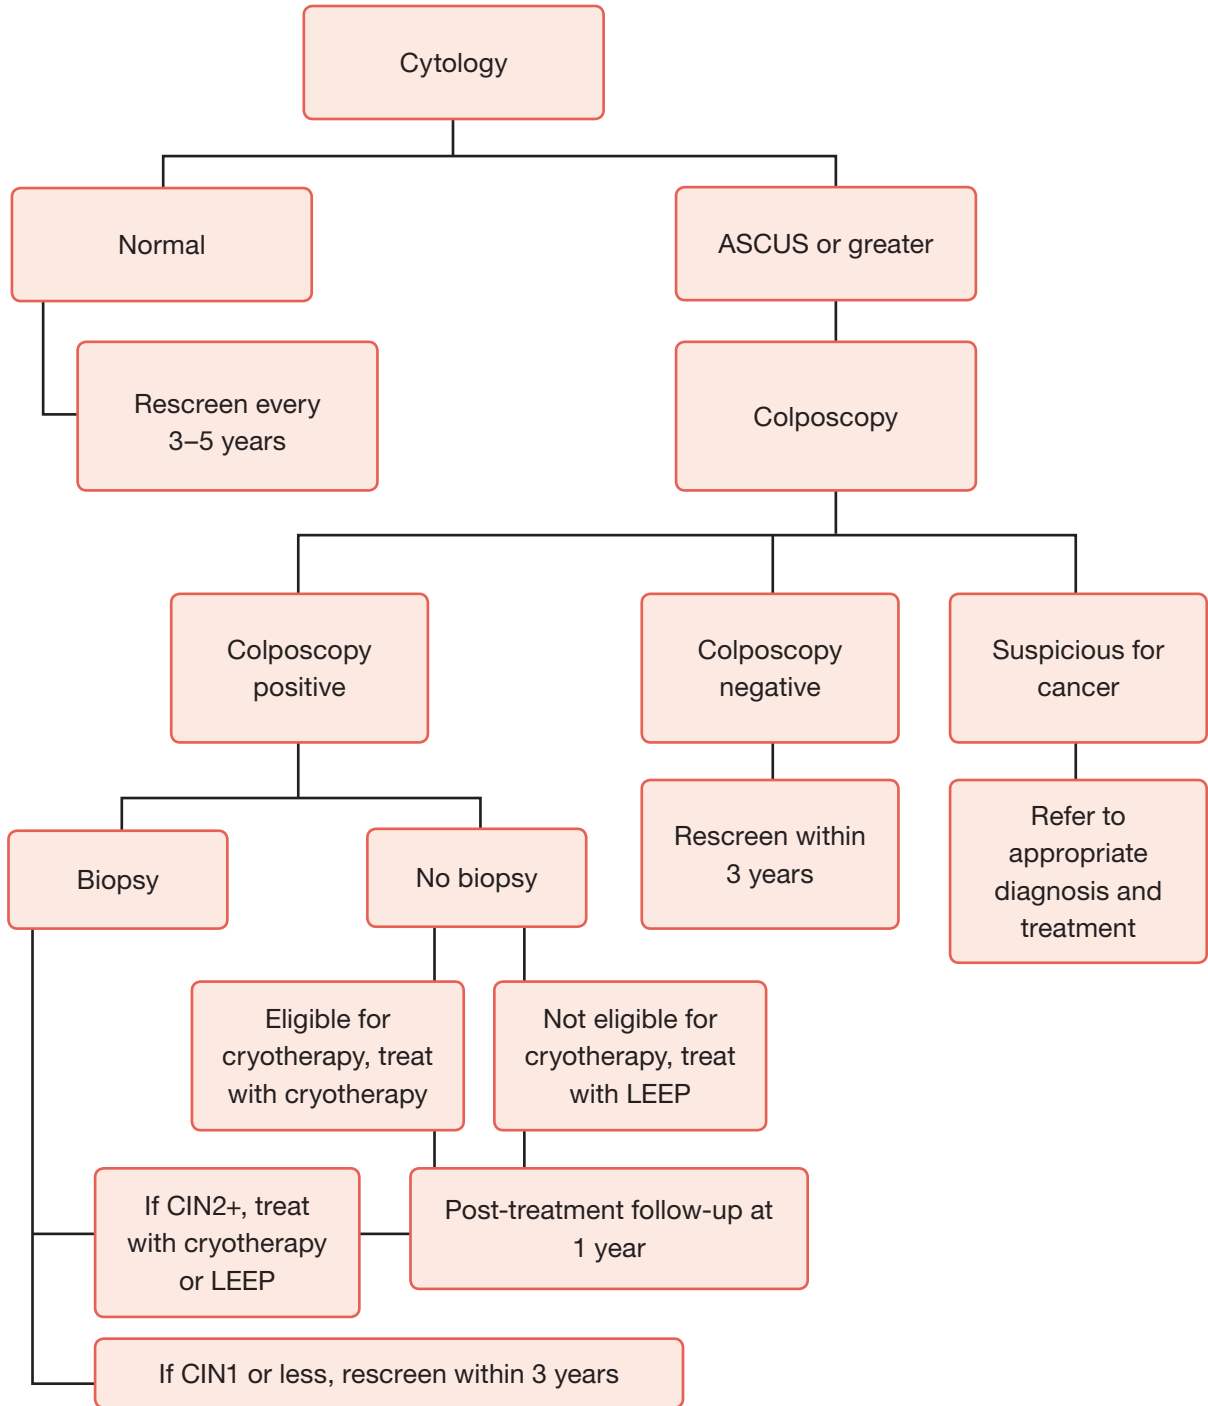 Cytology
Normal
ASCUS or greater
Rescreen every
3–5 years
Colposcopy
Colposcopy
positive
Colposcopy
negative
Suspicious for
cancer
Biopsy
No biopsy
Rescreen within
3 years
Refer to
appropriate
diagnosis and
treatment
Eligible for
cryotherapy, treat
with cryotherapy
Not eligible for
cryotherapy, treat
with LEEP
If CIN2+, treat
with cryotherapy
or LEEP
Post-treatment follow-up at
1 year
If CIN1 or less, rescreen within 3 years